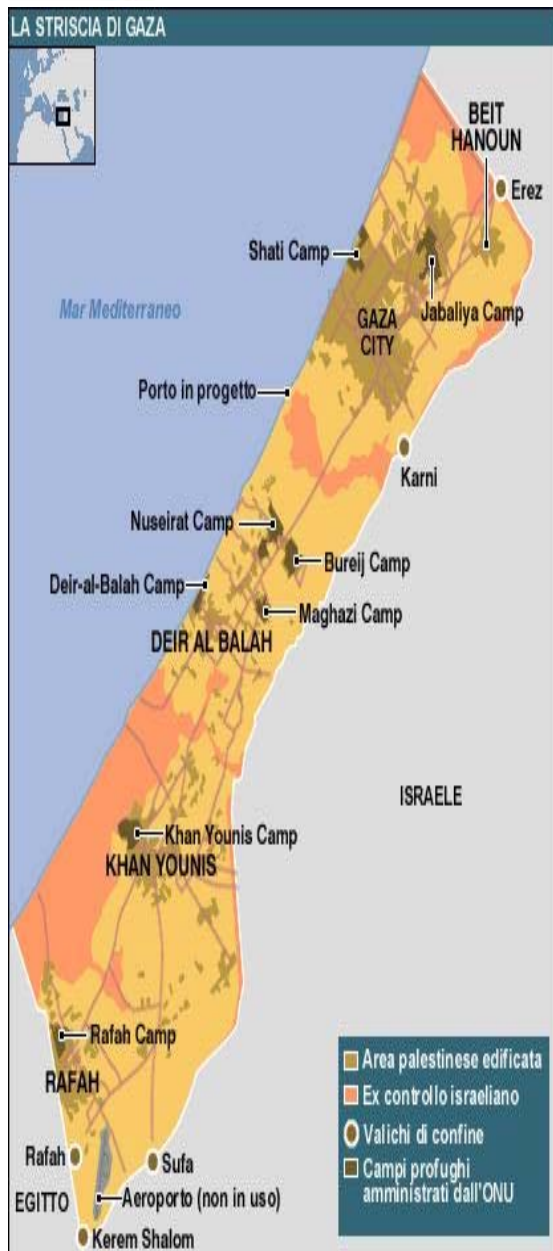 LA STRISCIA DI GAZA
BEIT
HANOUN
Erez
Shati Camp
Jabaliya Camp
Mar Mediterraneo
GAZA
CITY
Porto in progetto
Karni
Nuseirat Camp
Bureij Camp
Deir-al-Balah Camp
Maghazi Camp
DEIR AL BALAH
ISRAELE
Khan Younis Camp
KHAN YOUNIS
Rafah Camp
RAFAH
Rafah
Sufa
EGITTO
Aeroporto (non in uso)
Kerem Shalom
Area palestinese edificata
Ex controllo israeliano
Valichi di confine
Campi profughi
amministrati dall'ONU